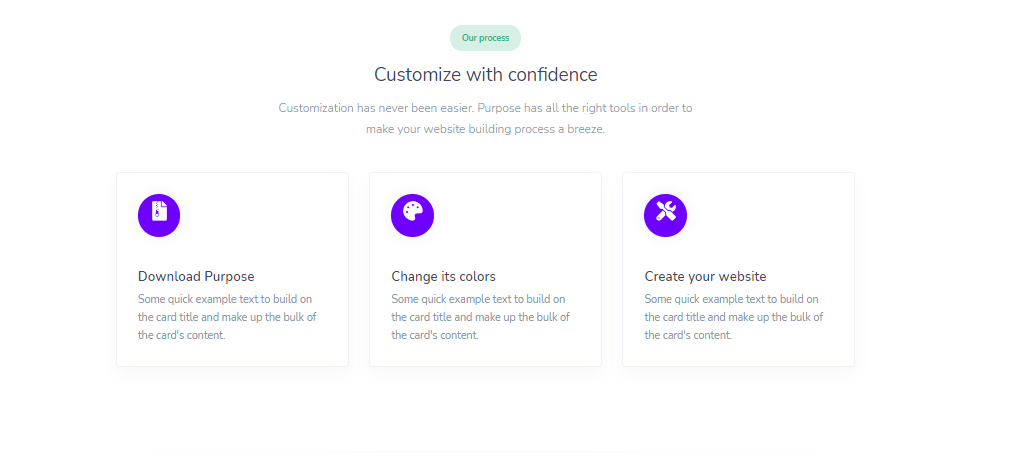 Our process
Customize with confidence
Customization has never been easier. Purpose has all the right tools in order to
make your website building process a breeze.
Download Purpose
Some quick example text to build on
the card title and make up the bulk of
the card's content.
Change its colors
Some quick example text to build on
the card title and make up the bulk of
the card's content.
Create your website
Some quick example text to build on
the card title and make up the bulk of
the card's content.